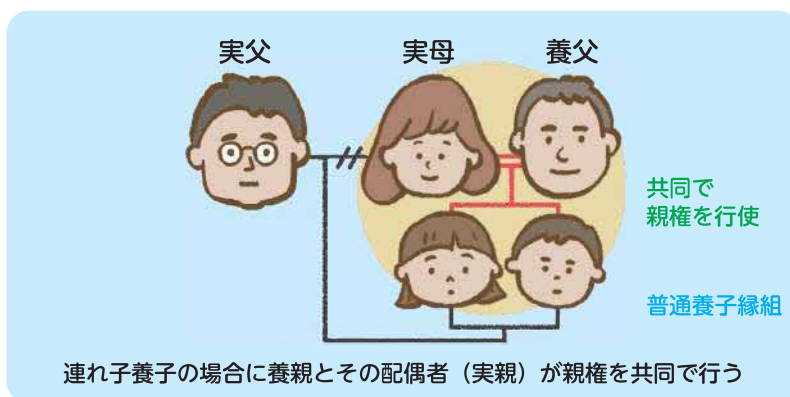 実父
実母
養父
共同で
親権を行使
普通養子縁組
連れ子養子の場合に養親とその配偶者（実親）が親権を共同で行う